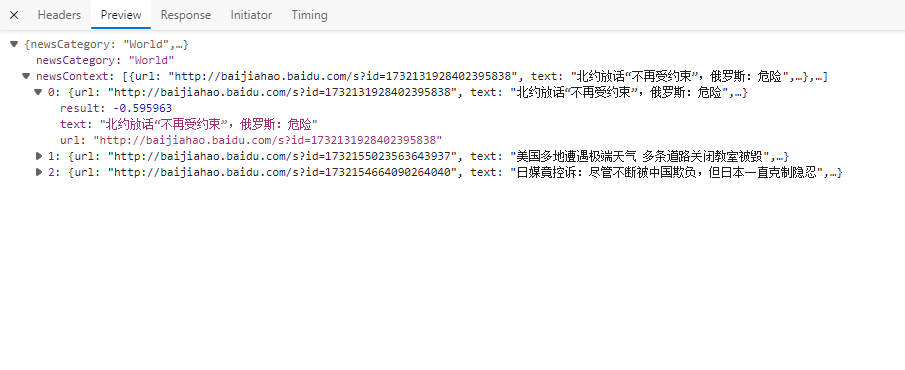 Headers Preview Response Initiator Timing
{newsCategory: "World",…}
newsCategory: "World"
newsContext: [{url: "http://baijiahao.baidu.com/s?id=1732131928402395838", text: "北约放话“不再受约束”，俄罗斯：危险",…},…]
0: {url: "http://baijiahao.baidu.com/s?id=1732131928402395838", text: "北约放话“不再受约束”，俄罗斯：危险",…}
result: -0.595963
text: "北约放话“不再受约束”，俄罗斯：危险"
url: "http://baijiahao.baidu.com/s?id=1732131928402395838"
1: {url: "http://baijiahao.baidu.com/s?id=1732155023563643937", text: "美国多地遭遇极端天气 多条道路关闭教室被毁",…}
2: {url: "http://baijiahao.baidu.com/s?id=1732154664090264040", text: "日媒竟控诉：尽管不断被中国欺负，但日本一直克制隐忍",…}